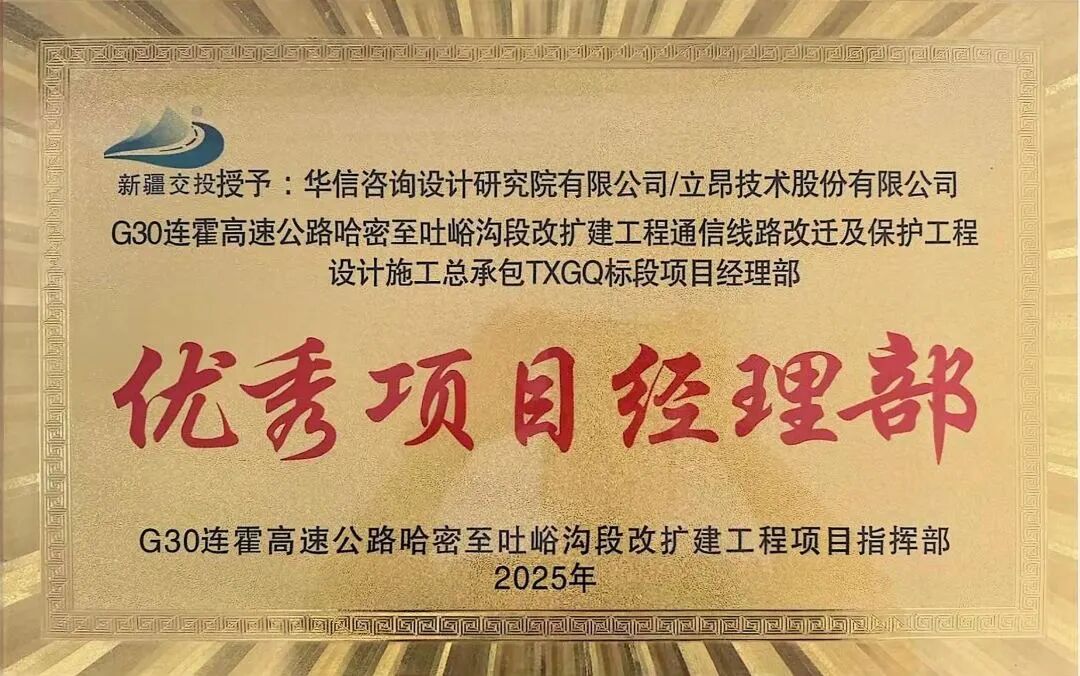 新疆交投授予：华信咨询设计研究院有限公司/立昂技术股份有限公司
G30连霍高速公路哈密至吐峪沟段改扩建工程通信线路改迁及保护工程
设计施工总承包TXGQ标段项目经理部
优秀项目经理部
G30连霍高速公路哈密至吐峪沟段改扩建工程项目指挥部
2025年